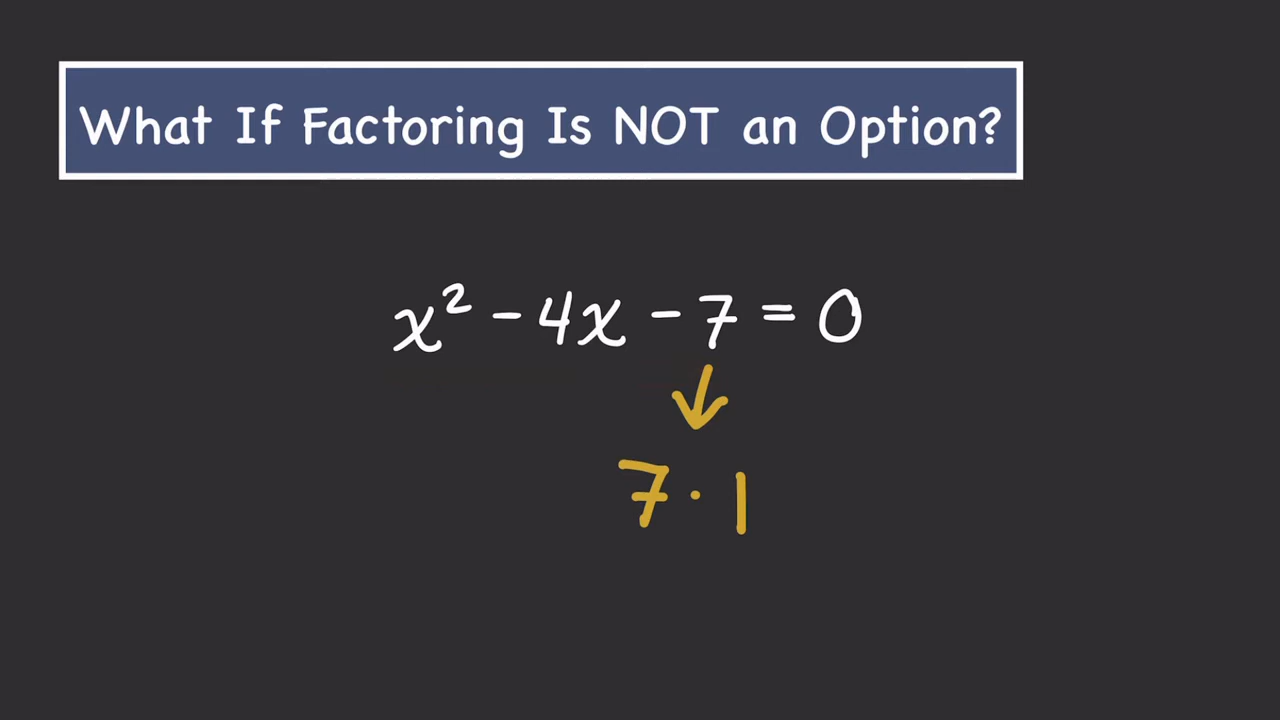 What If Factoring Is NOT an Option?
x² - 4x - 7 = 0
↓
7 · 1